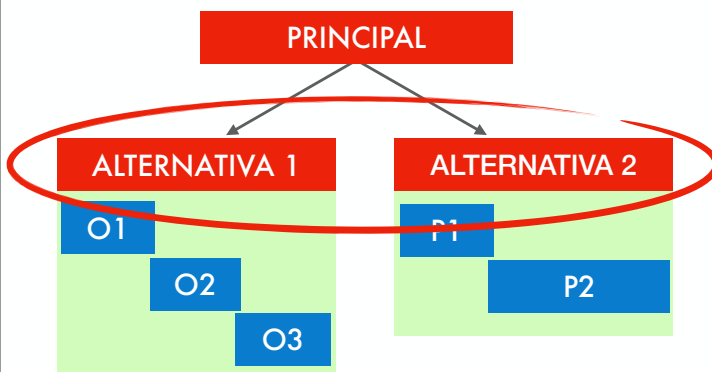 PRINCIPAL
ALTERNATIVA 1
ALTERNATIVA 2
O1
O2
O3
P1
P2